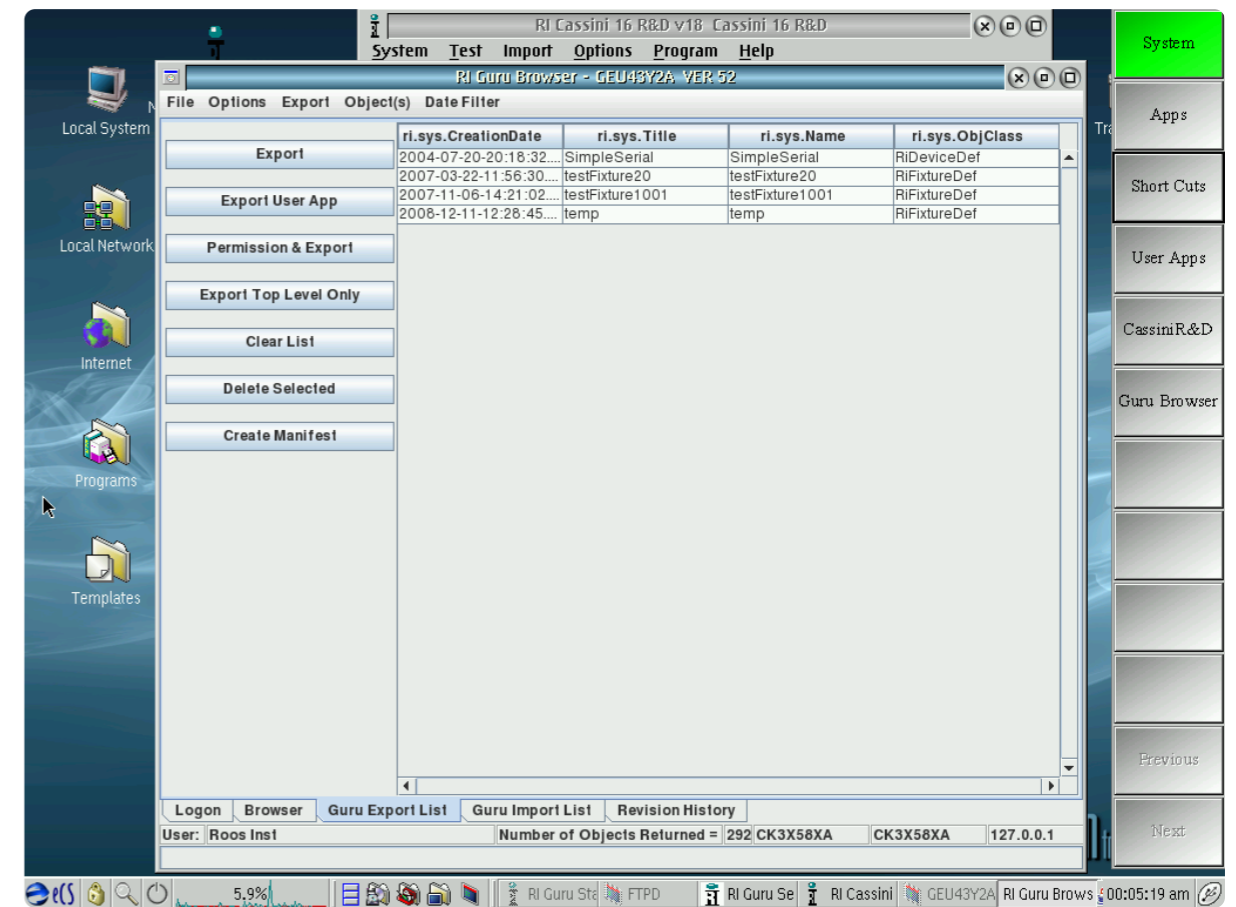 RI Cassini 16 R&D v18 Cassini 16 R&D
System Test Import Options Program Help
RI Guru Browser - GEU43Y2A VER 52
File Options Export Object(s) Date Filter
ri.sys.CreationDate ri.sys.Title ri.sys.Name ri.sys.ObjClass
2004-07-20-20:18:32.... SimpleSerial SimpleSerial RiDeviceDef
2007-03-22-11:56:30.... testFixture20 testFixture20 RiFixtureDef
2007-11-06-14:21:02.... testFixture1001 testFixture1001 RiFixtureDef
2008-12-11-12:28:45.... temp temp RiFixtureDef
Export
Export User App
Permission & Export
Export Top Level Only
Clear List
Delete Selected
Create Manifest
Logon Browser Guru Export List Guru Import List Revision History
User: Roos Inst Number of Objects Returned = 292 CK3X58XA CK3X58XA 127.0.0.1
Local System
Local Network
Internet
Programs
Templates
Tra
System
Apps
Short Cuts
User Apps
CassiniR&D
Guru Browser
Previous
Next
eCS 5.9% RI Guru Sta FTPD RI Guru Se RI Cassini GEU43Y2A RI Guru Brows 00:05:19 am